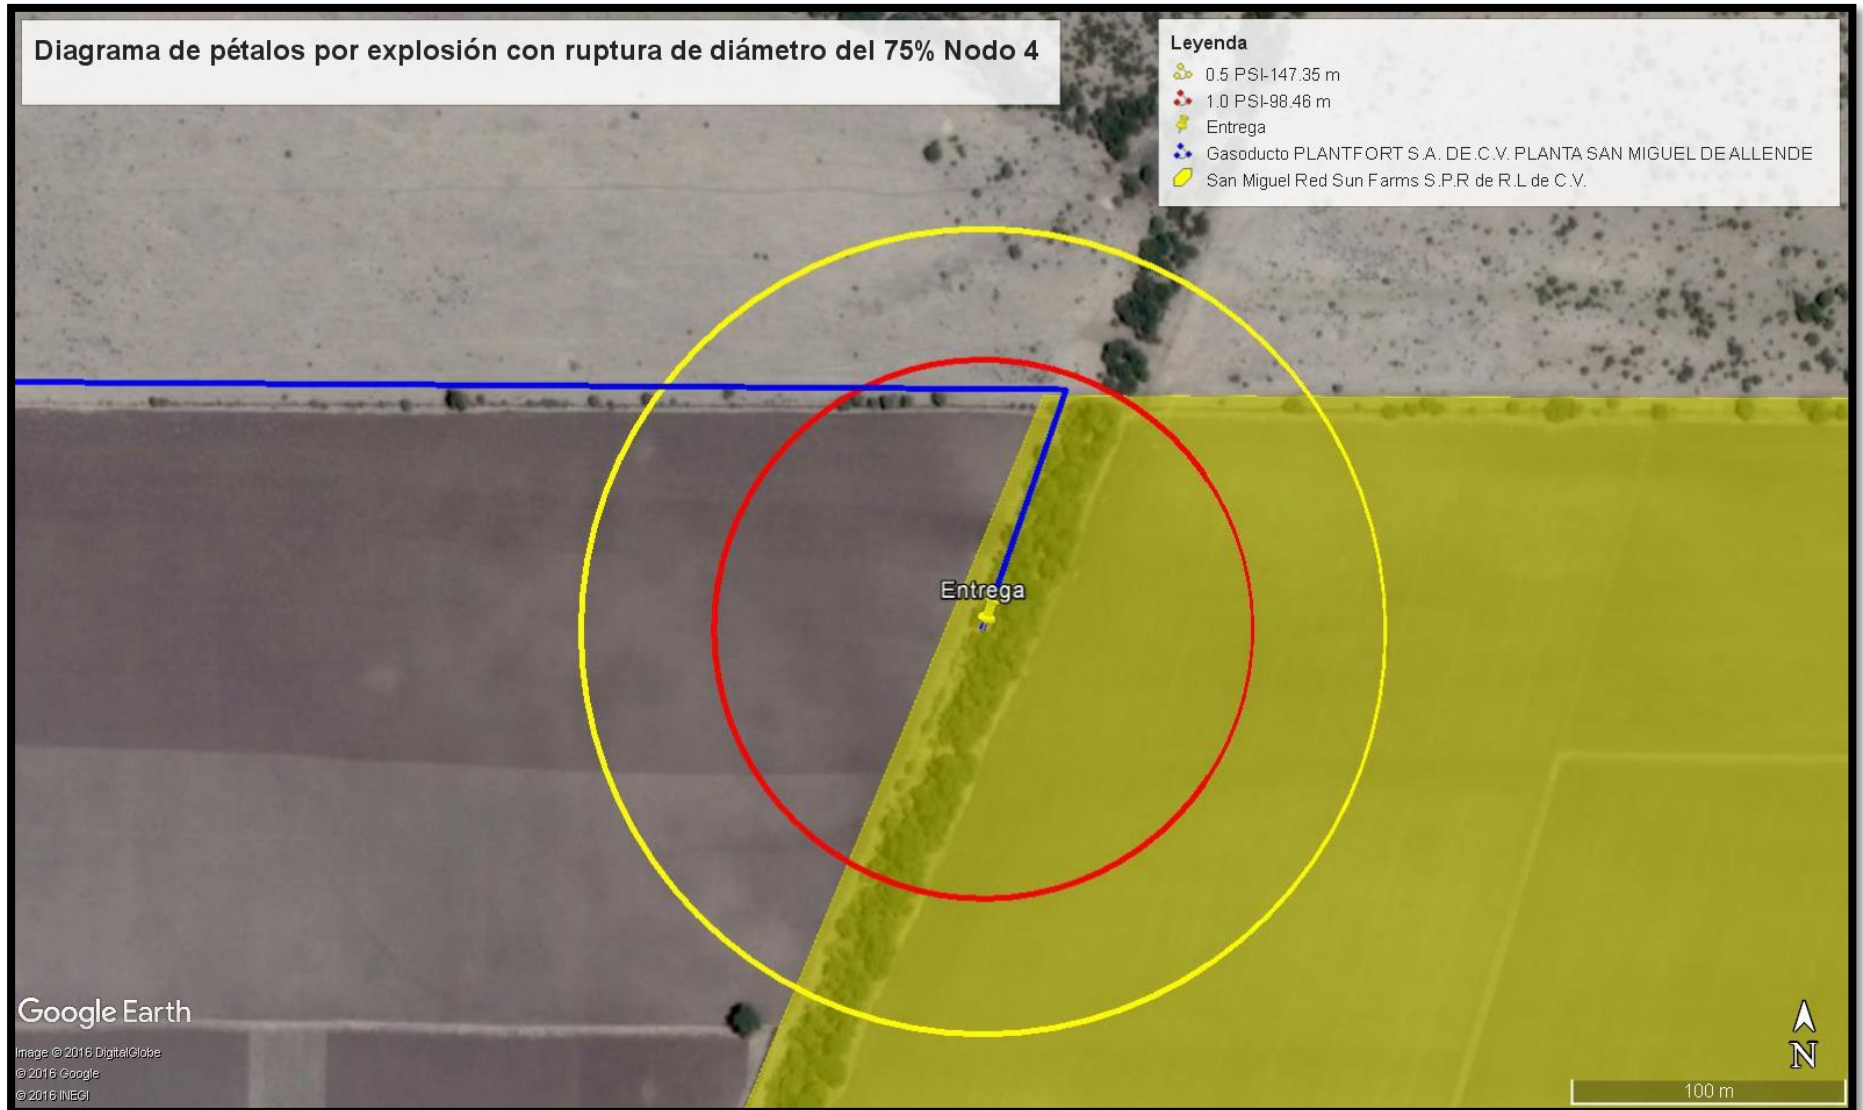 Diagrama de pétalos por explosión con ruptura de diámetro del 75% Nodo 4
Leyenda
0.5 PSI-147.35 m
1.0 PSI-98.46 m
Entrega
Gasoducto PLANTFORT S.A. DE.C.V. PLANTA SAN MIGUEL DE ALLENDE
San Miguel Red Sun Farms S.P.R de R.L de C.V.
Entrega
Google Earth
Image © 2016 DigitalGlobe
© 2016 Google
© 2016 INEGI
N
100 m